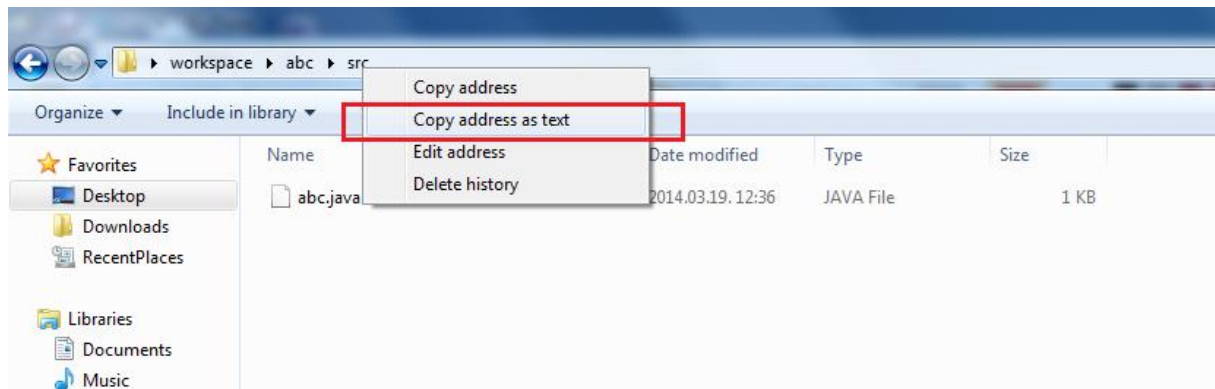 workspace ▸ abc ▸ src
Copy address
Organize Include in library Copy address as text
Favorites Name Edit address Date modified Type Size
Delete history
Desktop abc.java 2014.03.19. 12:36 JAVA File 1 KB
Downloads
RecentPlaces
Libraries
Documents
Music